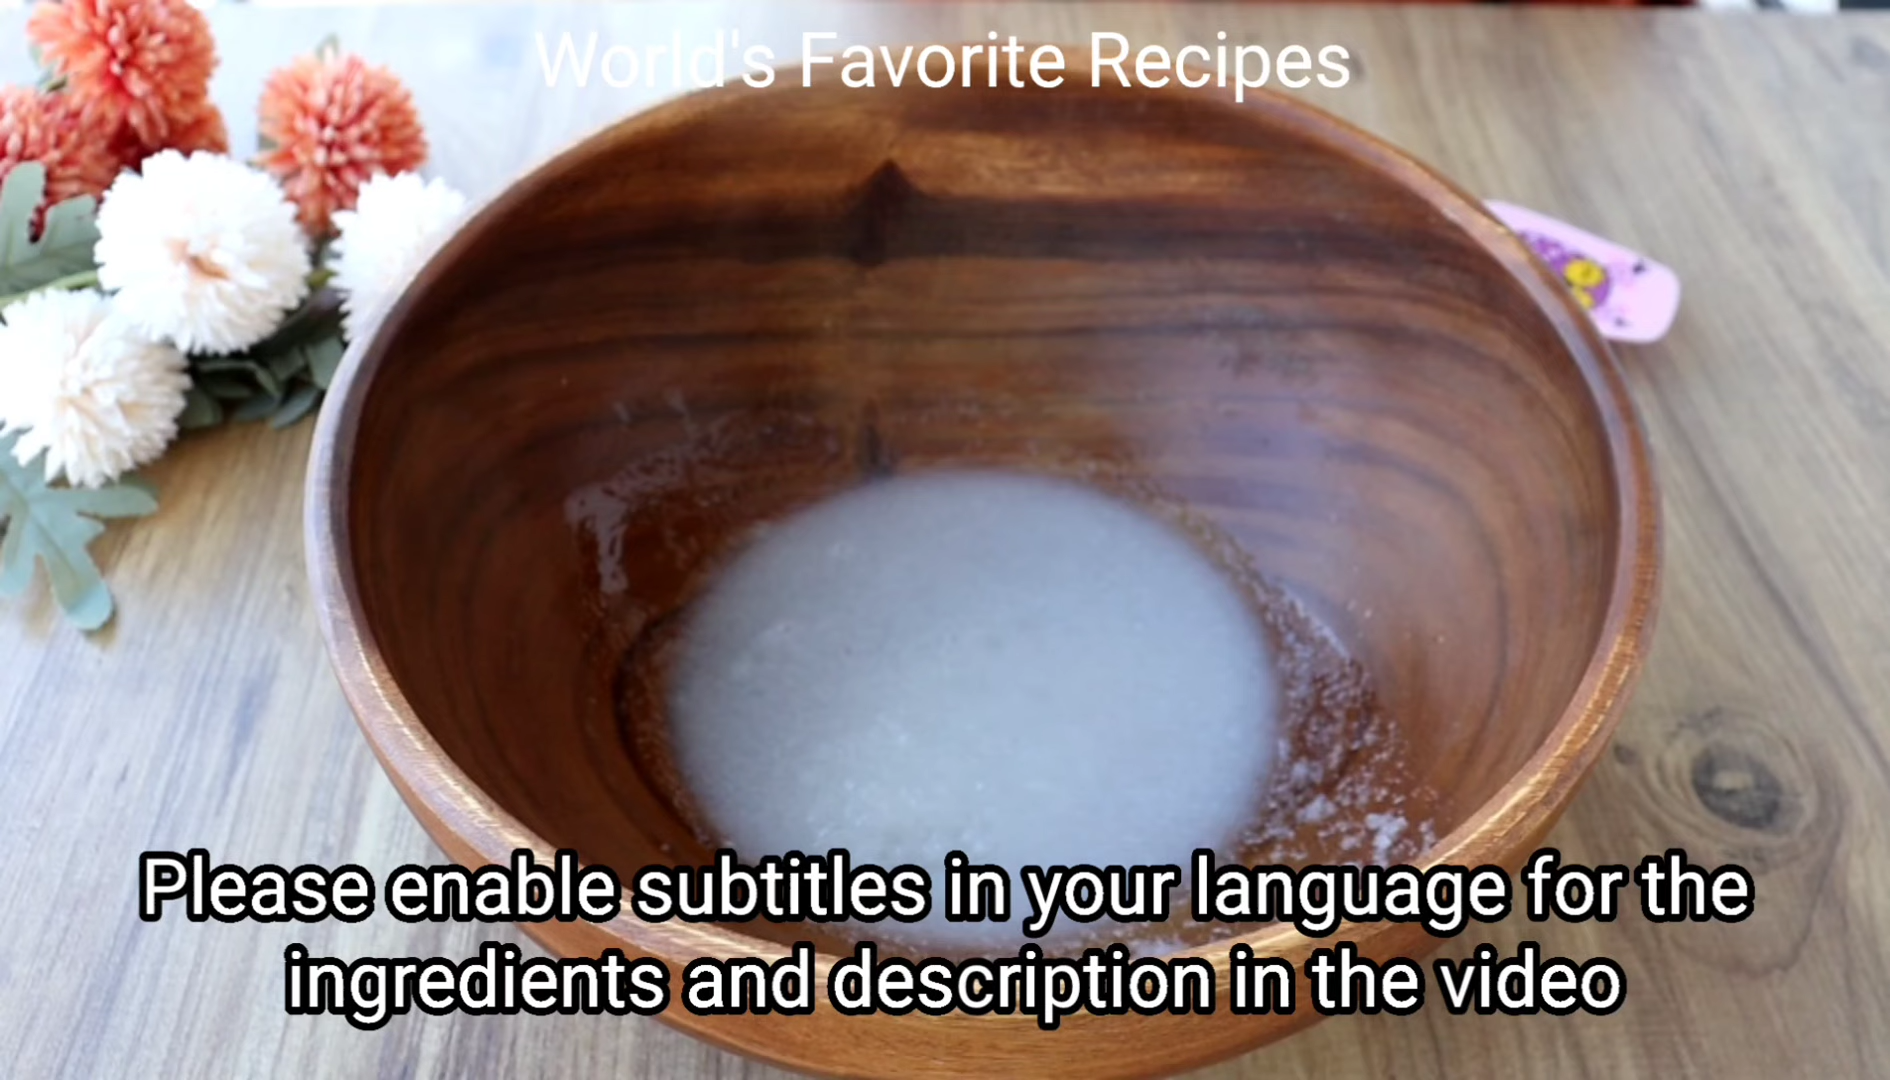 World's Favorite Recipes
Please enable subtitles in your language for the
ingredients and description in the video